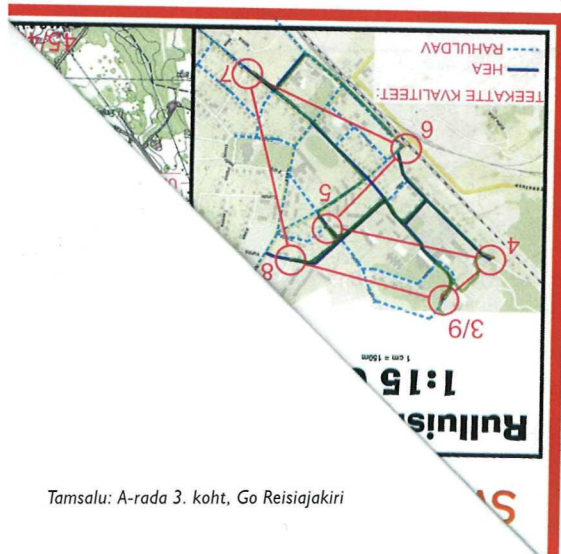 Rulluis
1:15
1 cm = 150m
3/9
4
8
5
6
7
TEEKATTE KVALITEET:
HEA
RAHULDAV
Tamsalu: A-rada 3. koht, Go Reisiajakiri